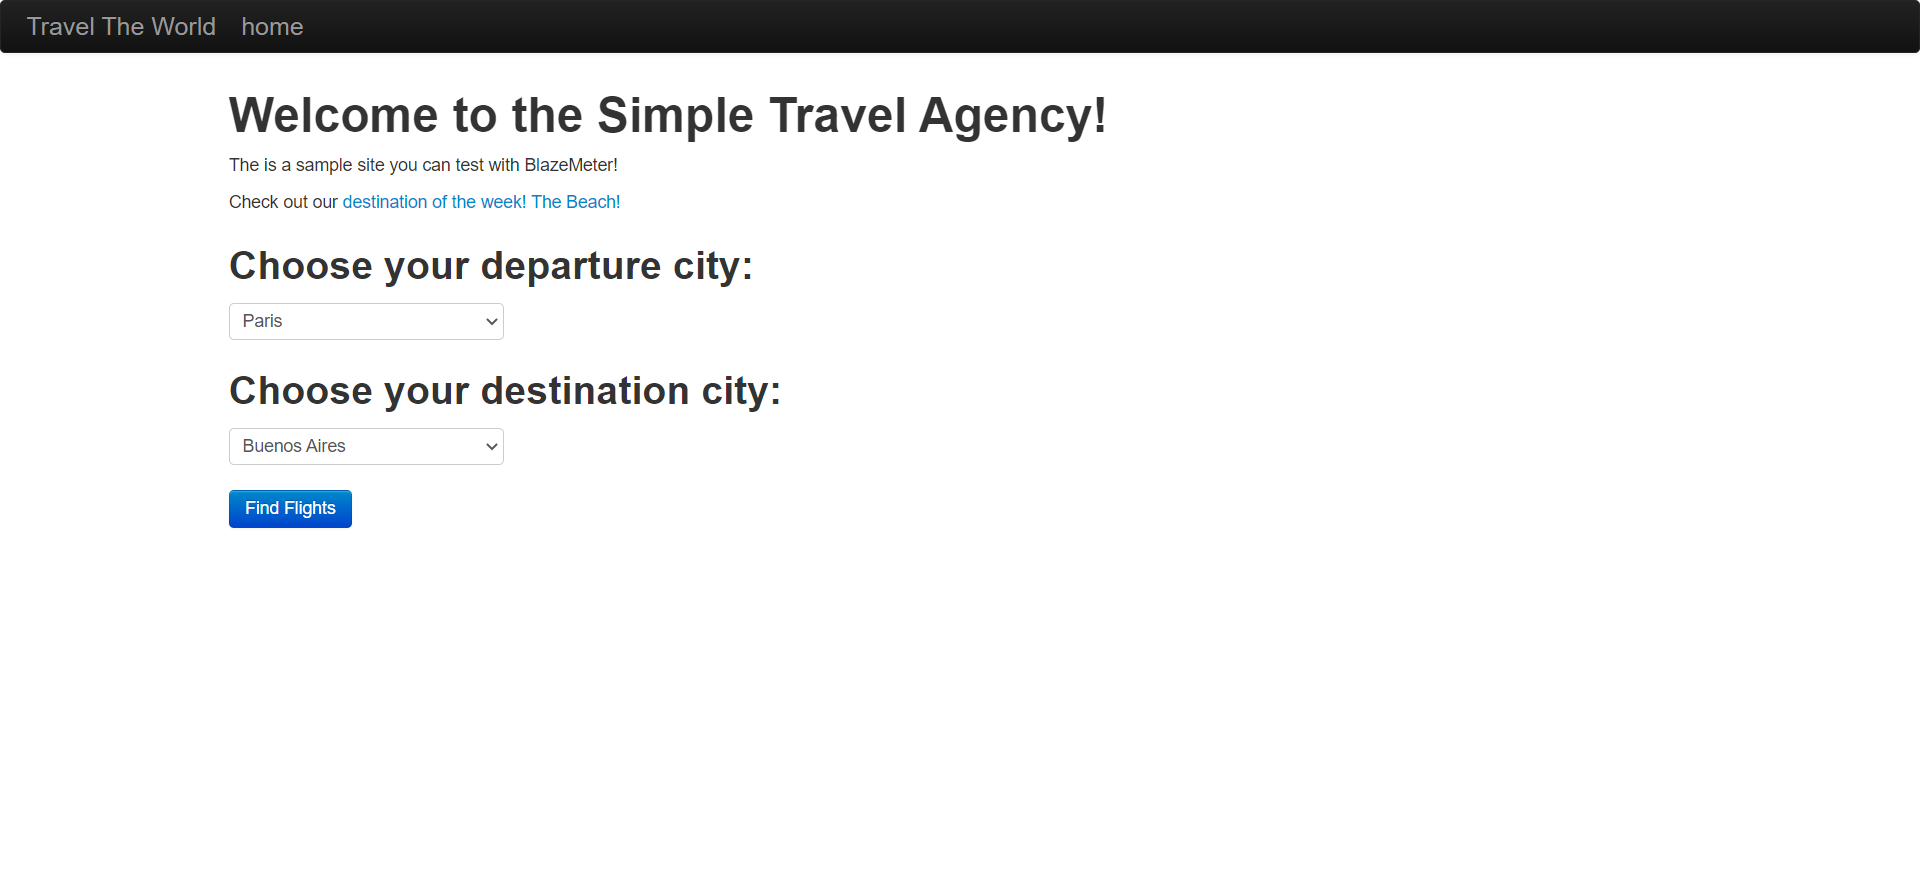 Travel The World home
Welcome to the Simple Travel Agency!
The is a sample site you can test with BlazeMeter!
Check out our destination of the week! The Beach!
Choose your departure city:
Paris
Choose your destination city:
Buenos Aires
Find Flights